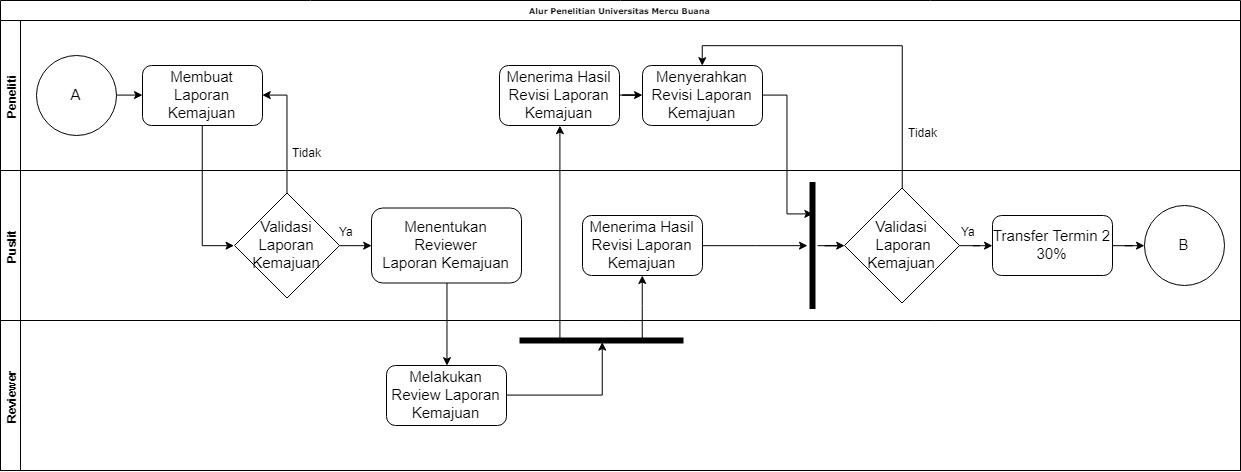 Alur Penelitian Universitas Mercu Buana
Peneliti
A
Membuat
Laporan
Kemajuan
Tidak
Menerima Hasil
Revisi Laporan
Kemajuan
Menyerahkan
Revisi Laporan
Kemajuan
Tidak
Puslit
Validasi
Laporan
Kemajuan
Ya
Menentukan
Reviewer
Laporan Kemajuan
Menerima Hasil
Revisi Laporan
Kemajuan
Validasi
Laporan
Kemajuan
Ya
Transfer Termin 2
30%
B
Reviewer
Melakukan
Review Laporan
Kemajuan